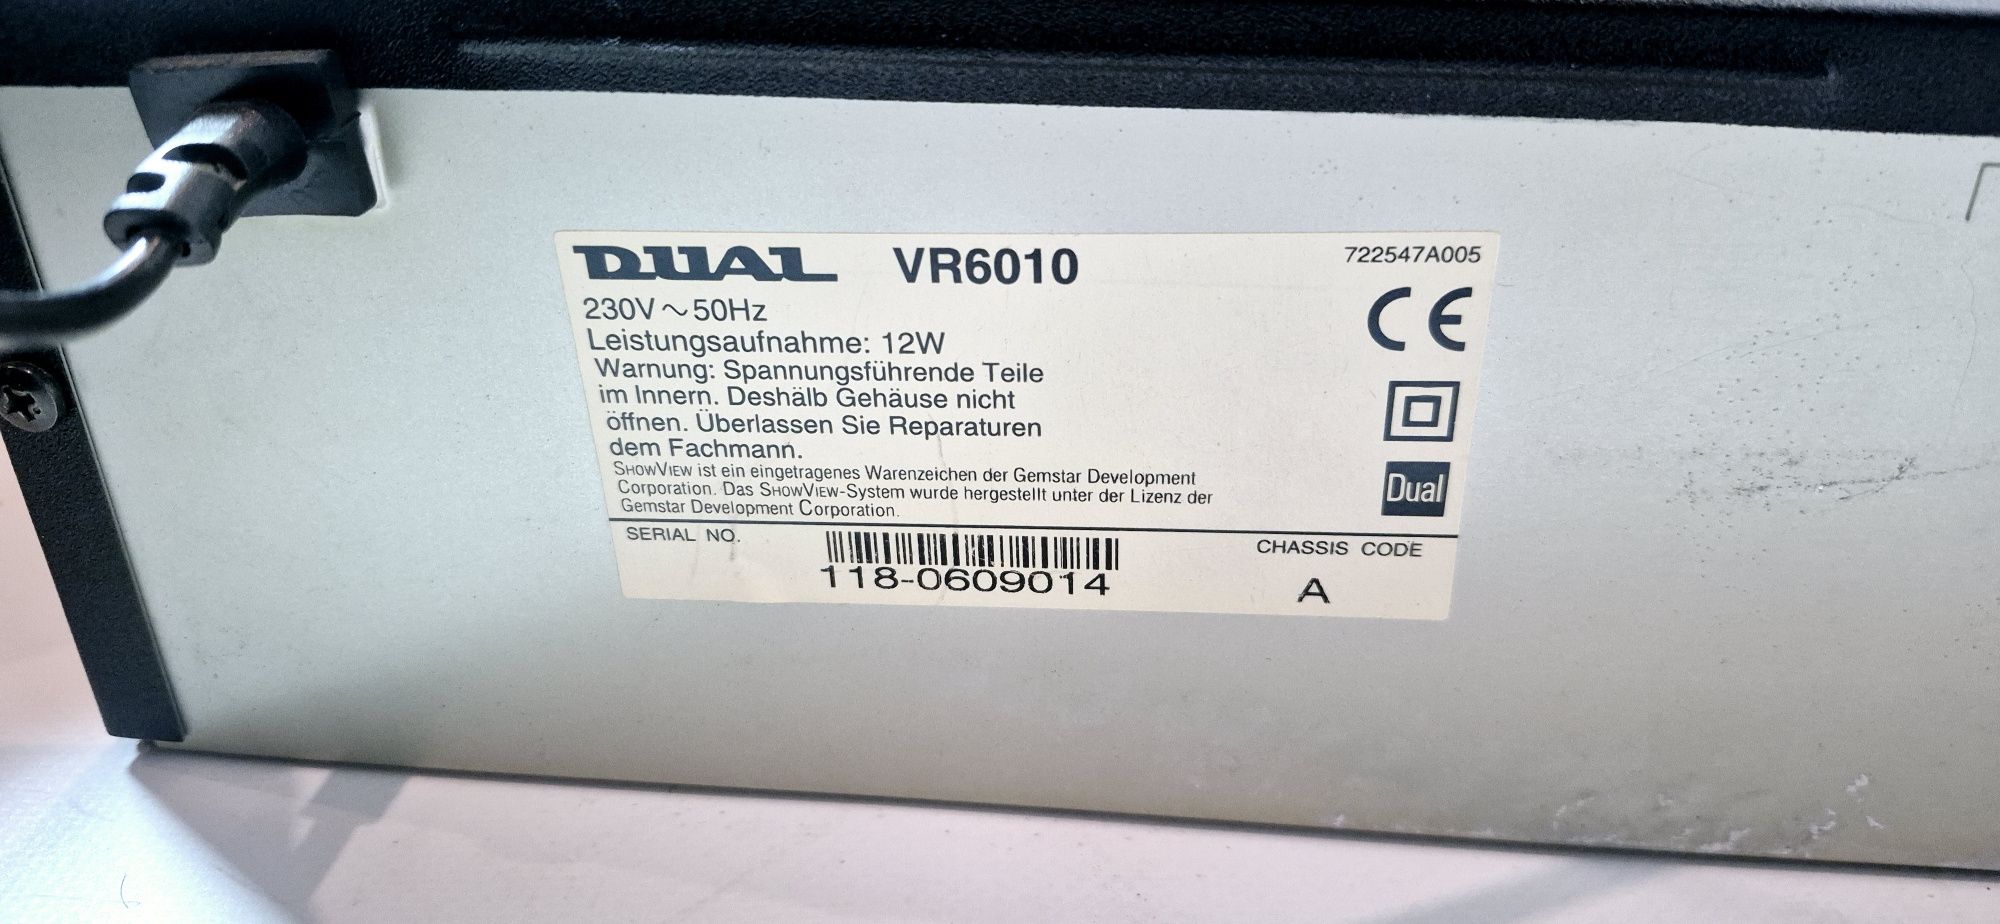 DUAL VR6010 722547A005
230V ~ 50Hz
CE
Leistungsaufnahme: 12W
Warnung: Spannungsführende Teile
im Innern. Deshälb Gehäuse nicht
öffnen. Überlassen Sie Reparaturen
dem Fachmann.
SHOWVIEW ist ein eingetragenes Warenzeichen der Gemstar Development
Corporation. Das SHOWVIEW-System wurde hergestellt unter der Lizenz der
Gemstar Development Corporation.
Dual
SERIAL NO.
118-0609014
CHASSIS CODE
A